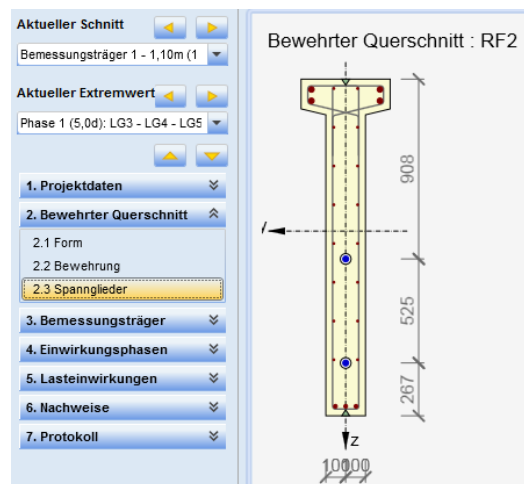 Aktueller Schnitt
Bemessungsträger 1 - 1,10m (1
Aktueller Extremwert
Phase 1 (5,0d): LG3 - LG4 - LG5
1. Projektdaten
2. Bewehrter Querschnitt
2.1 Form
2.2 Bewehrung
2.3 Spannglieder
3. Bemessungsträger
4. Einwirkungsphasen
5. Lasteinwirkungen
6. Nachweise
7. Protokoll
Bewehrter Querschnitt : RF2
908
525
267
z